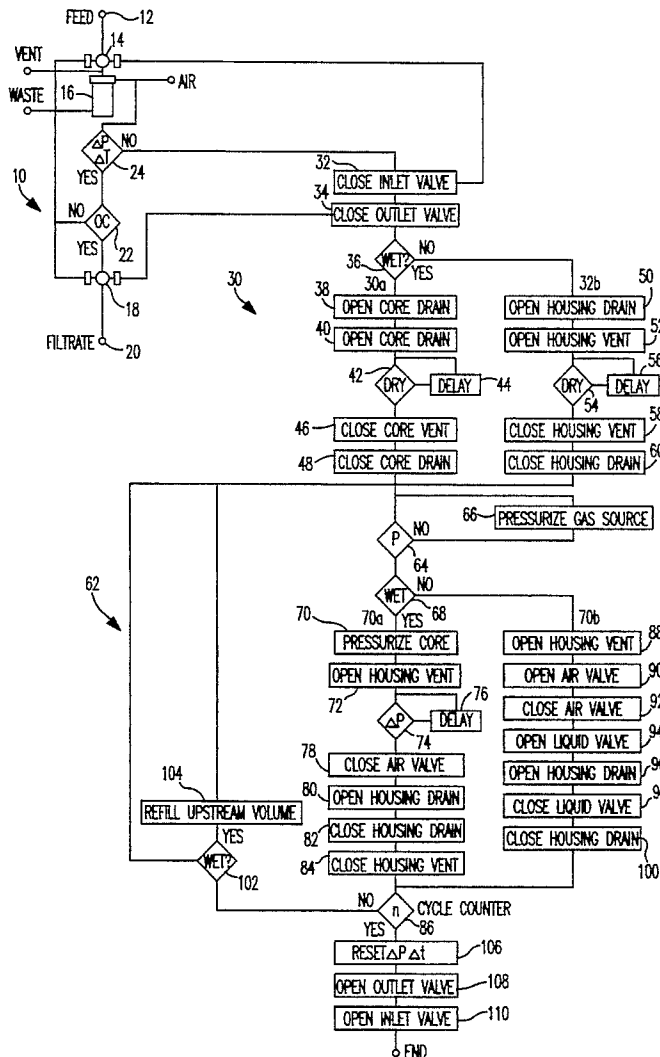 FEED
12
14
VENT
AIR
WASTE
16
ΔP
ΔT
NO
24
YES
10
NO
OC
YES
22
18
FILTRATE
20
32
CLOSE INLET VALVE
34
CLOSE OUTLET VALVE
WET?
NO
36
YES
30
30a
32b
38
OPEN CORE DRAIN
OPEN HOUSING DRAIN
50
40
OPEN CORE DRAIN
OPEN HOUSING VENT
52
42
DRY
DELAY
44
DRY
DELAY
56
54
46
CLOSE CORE VENT
CLOSE HOUSING VENT
58
48
CLOSE CORE DRAIN
CLOSE HOUSING DRAIN
60
66
PRESSURIZE GAS SOURCE
P
NO
64
62
WET
NO
68
70
70a
YES
70b
PRESSURIZE CORE
OPEN HOUSING VENT
88
OPEN HOUSING VENT
72
OPEN AIR VALVE
90
ΔP
DELAY
76
74
CLOSE AIR VALVE
92
78
CLOSE AIR VALVE
OPEN LIQUID VALVE
94
80
OPEN HOUSING DRAIN
OPEN HOUSING DRAIN
104
REFILL UPSTREAM VOLUME
82
CLOSE HOUSING DRAIN
CLOSE LIQUID VALVE
YES
WET?
102
84
CLOSE HOUSING VENT
CLOSE HOUSING DRAIN
100
NO
n
CYCLE COUNTER
86
YES
RESET ΔP Δt
106
OPEN OUTLET VALVE
108
OPEN INLET VALVE
110
END